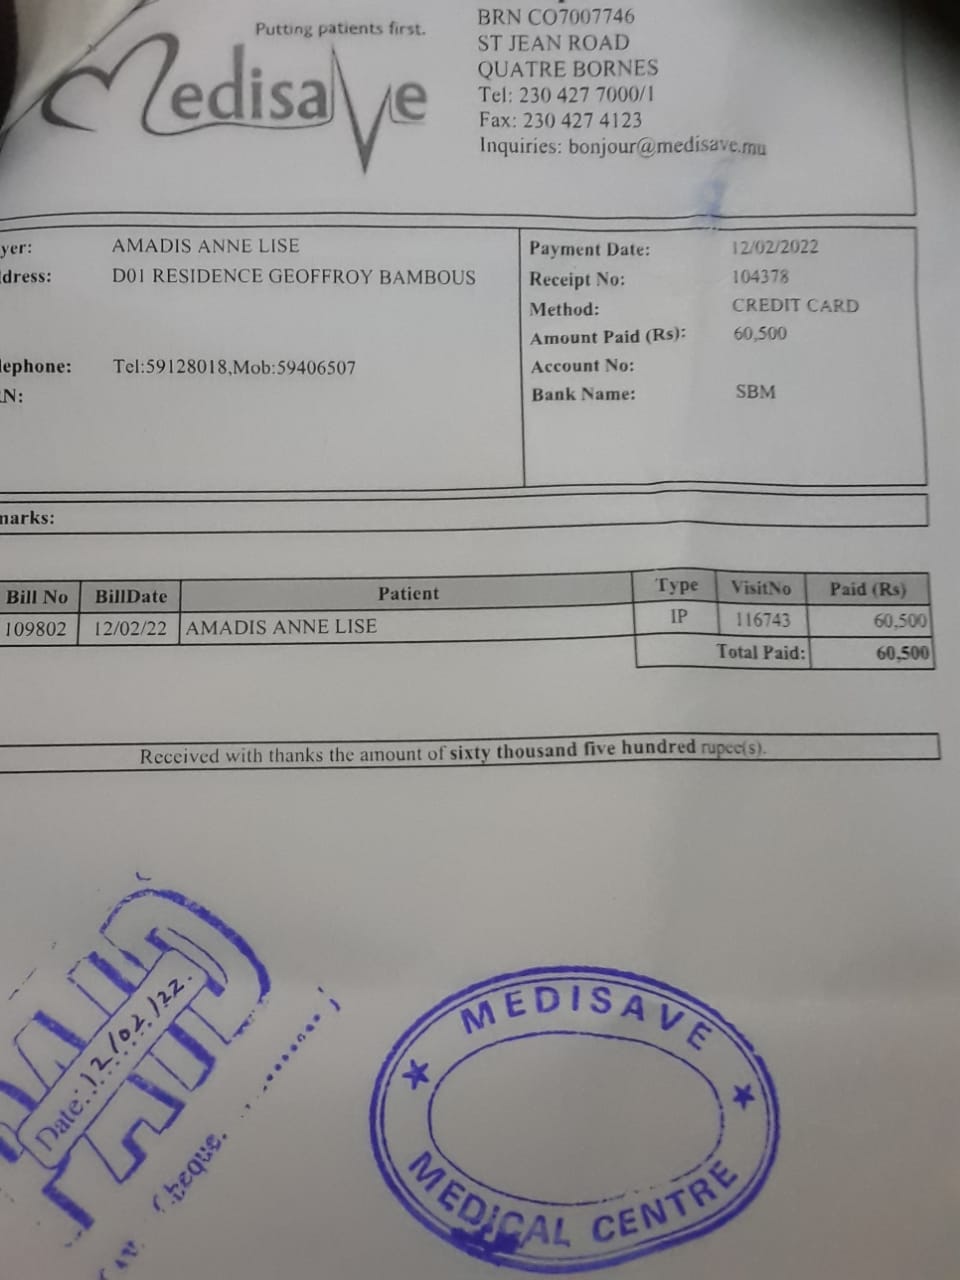 Putting patients first.
Medisave
BRN CO7007746
ST JEAN ROAD
QUATRE BORNES
Tel: 230 427 7000/1
Fax: 230 427 4123
Inquiries: bonjour@medisave.mu
yer: AMADIS ANNE LISE
dress: D01 RESIDENCE GEOFFROY BAMBOUS
lephone: Tel:59128018,Mob:59406507
N:
Payment Date: 12/02/2022
Receipt No: 104378
Method: CREDIT CARD
Amount Paid (Rs): 60,500
Account No:
Bank Name: SBM
marks:
Bill No BillDate Patient Type VisitNo Paid (Rs)
109802 12/02/22 AMADIS ANNE LISE IP 116743 60,500
Total Paid: 60,500
Received with thanks the amount of sixty thousand five hundred rupee(s).
PAID
Date: 12/02/22.
Cheque.
MEDISAVE
MEDICAL CENTRE